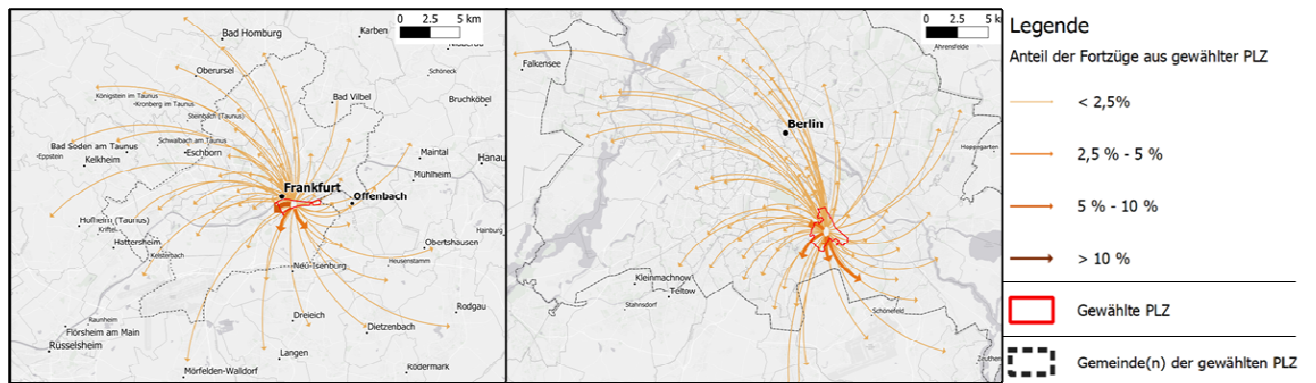 0 2.5 5 km
Bad Homburg
Karben
Oberursel
Schöneck
Königstein im Taunus
Kronberg im Taunus
Bad Vilbel
Bruchköbel
Steinbach (Taunus)
Bad Soden am Taunus
Schwalbach am Taunus
Eppstein
Eschborn
Kelkheim
Maintal
Hanau
Mühlheim
Frankfurt
Offenbach
Hofheim (Taunus)
Kriftel
Hainburg
Hattersheim
Obertshausen
Kelsterbach
Heusenstamm
Neu-Isenburg
Rodgau
Raunheim
Dreieich
Flörsheim am Main
Dietzenbach
Rüsselsheim
Langen
Rödermark
Mörfelden-Walldorf
0 2.5 5 k
Ahrensfelde
Falkensee
Berlin
Hoppegarten
Kleinmachnow
Teltow
Stahnsdorf
Schönefeld
Zeuthen
Legende
Anteil der Fortzüge aus gewählter PLZ
< 2,5%
2,5 % - 5 %
5 % - 10 %
> 10 %
Gewählte PLZ
Gemeinde(n) der gewählten PLZ